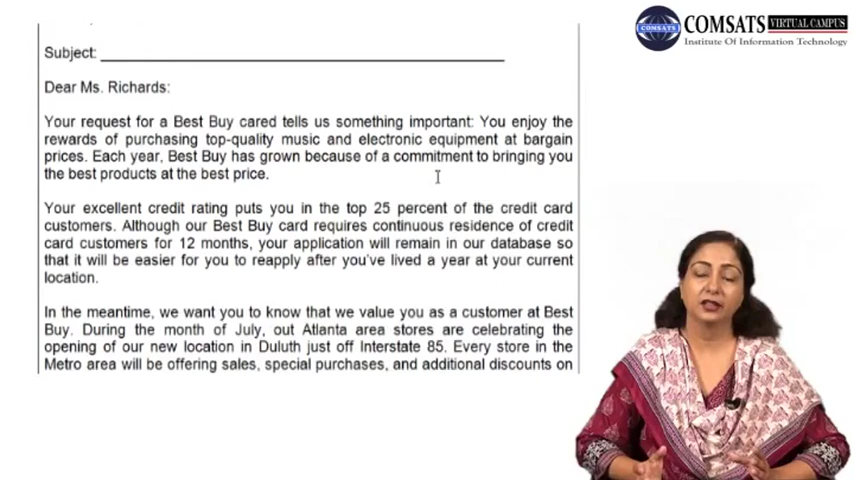 COMSATS VIRTUAL CAMPUS
COMSATS
Institute Of Information Technology
Subject:
Dear Ms. Richards:
Your request for a Best Buy cared tells us something important: You enjoy the
rewards of purchasing top-quality music and electronic equipment at bargain
prices. Each year, Best Buy has grown because of a commitment to bringing you
the best products at the best price.
Your excellent credit rating puts you in the top 25 percent of the credit card
customers. Although our Best Buy card requires continuous residence of credit
card customers for 12 months, your application will remain in our database so
that it will be easier for you to reapply after you've lived a year at your current
location.
In the meantime, we want you to know that we value you as a customer at Best
Buy. During the month of July, out Atlanta area stores are celebrating the
opening of our new location in Duluth just off Interstate 85. Every store in the
Metro area will be offering sales, special purchases, and additional discounts on